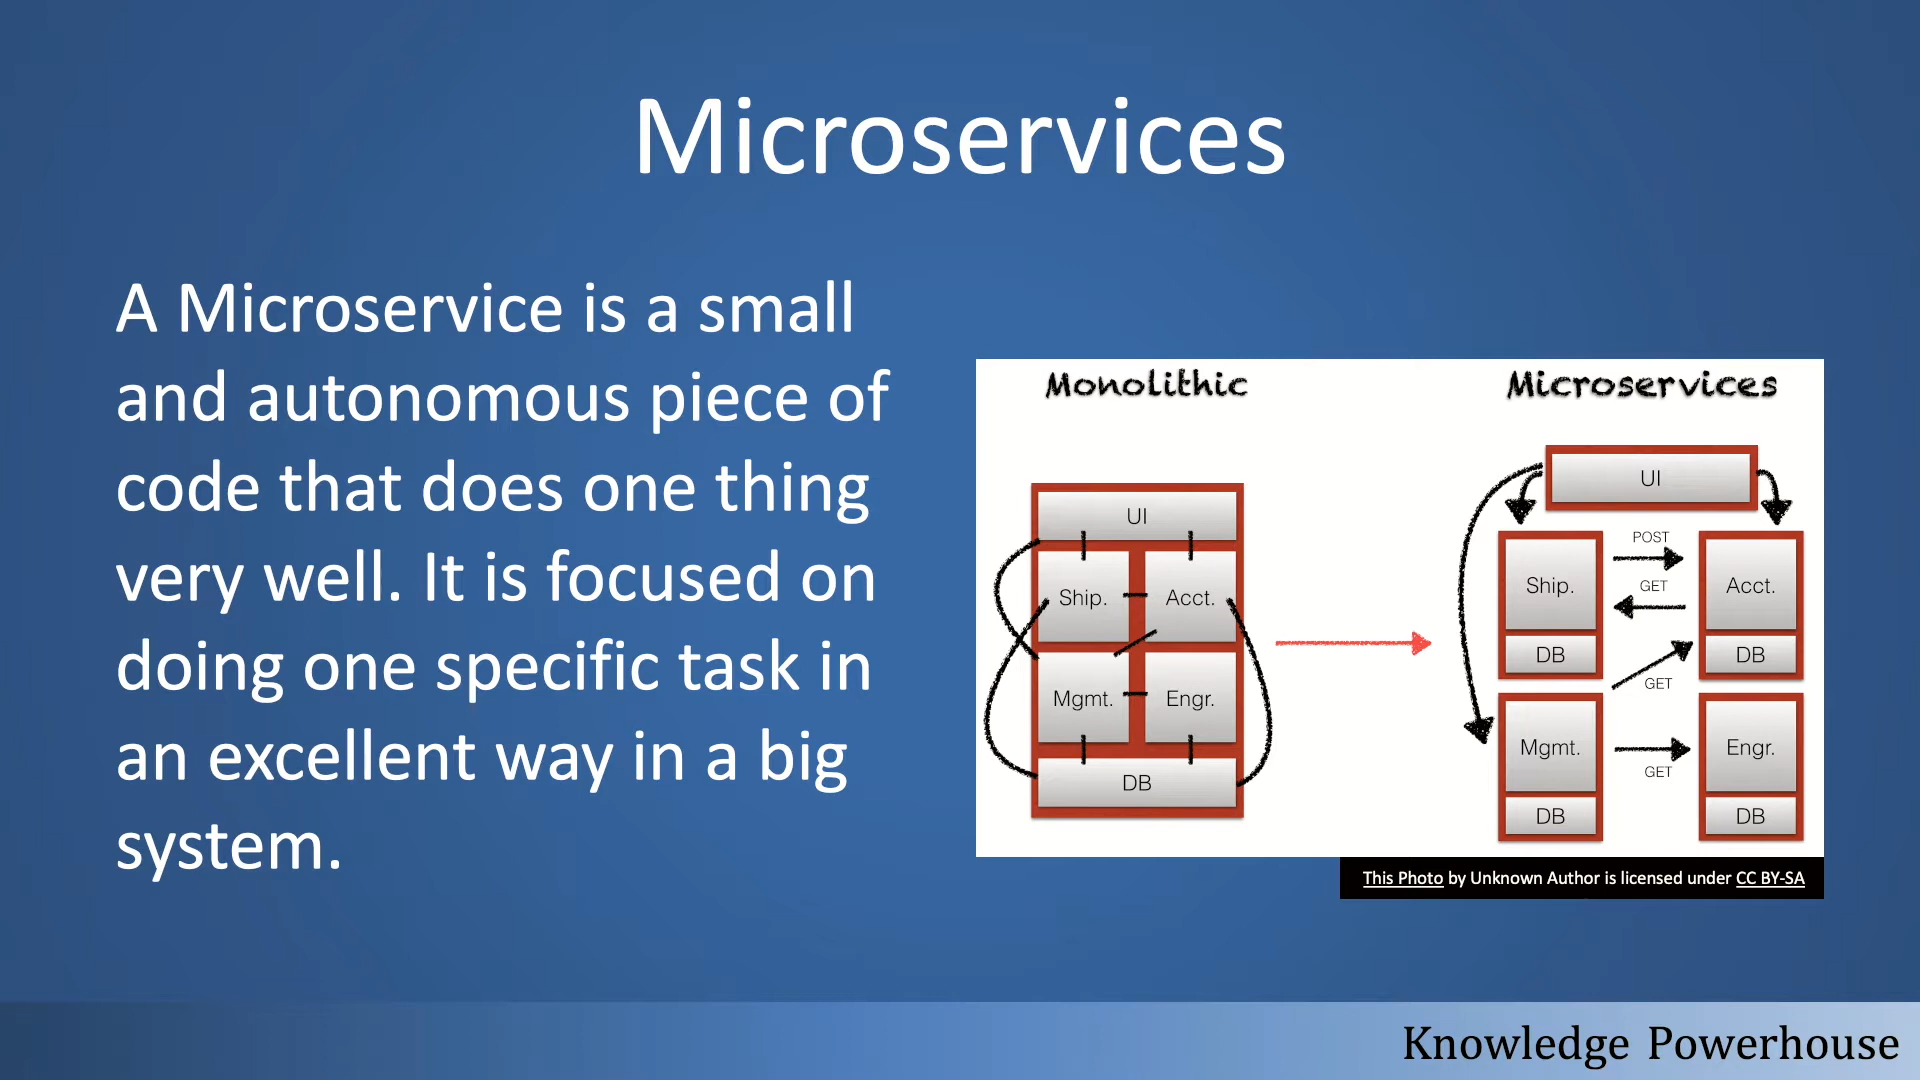 Microservices
A Microservice is a small
and autonomous piece of
code that does one thing
very well. It is focused on
doing one specific task in
an excellent way in a big
system.
Monolithic
UI
Ship.
Acct.
Mgmt.
Engr.
DB
Microservices
UI
POST
Ship.
GET
Acct.
DB
DB
GET
Mgmt.
Engr.
GET
DB
DB
This Photo by Unknown Author is licensed under CC BY-SA
Knowledge Powerhouse